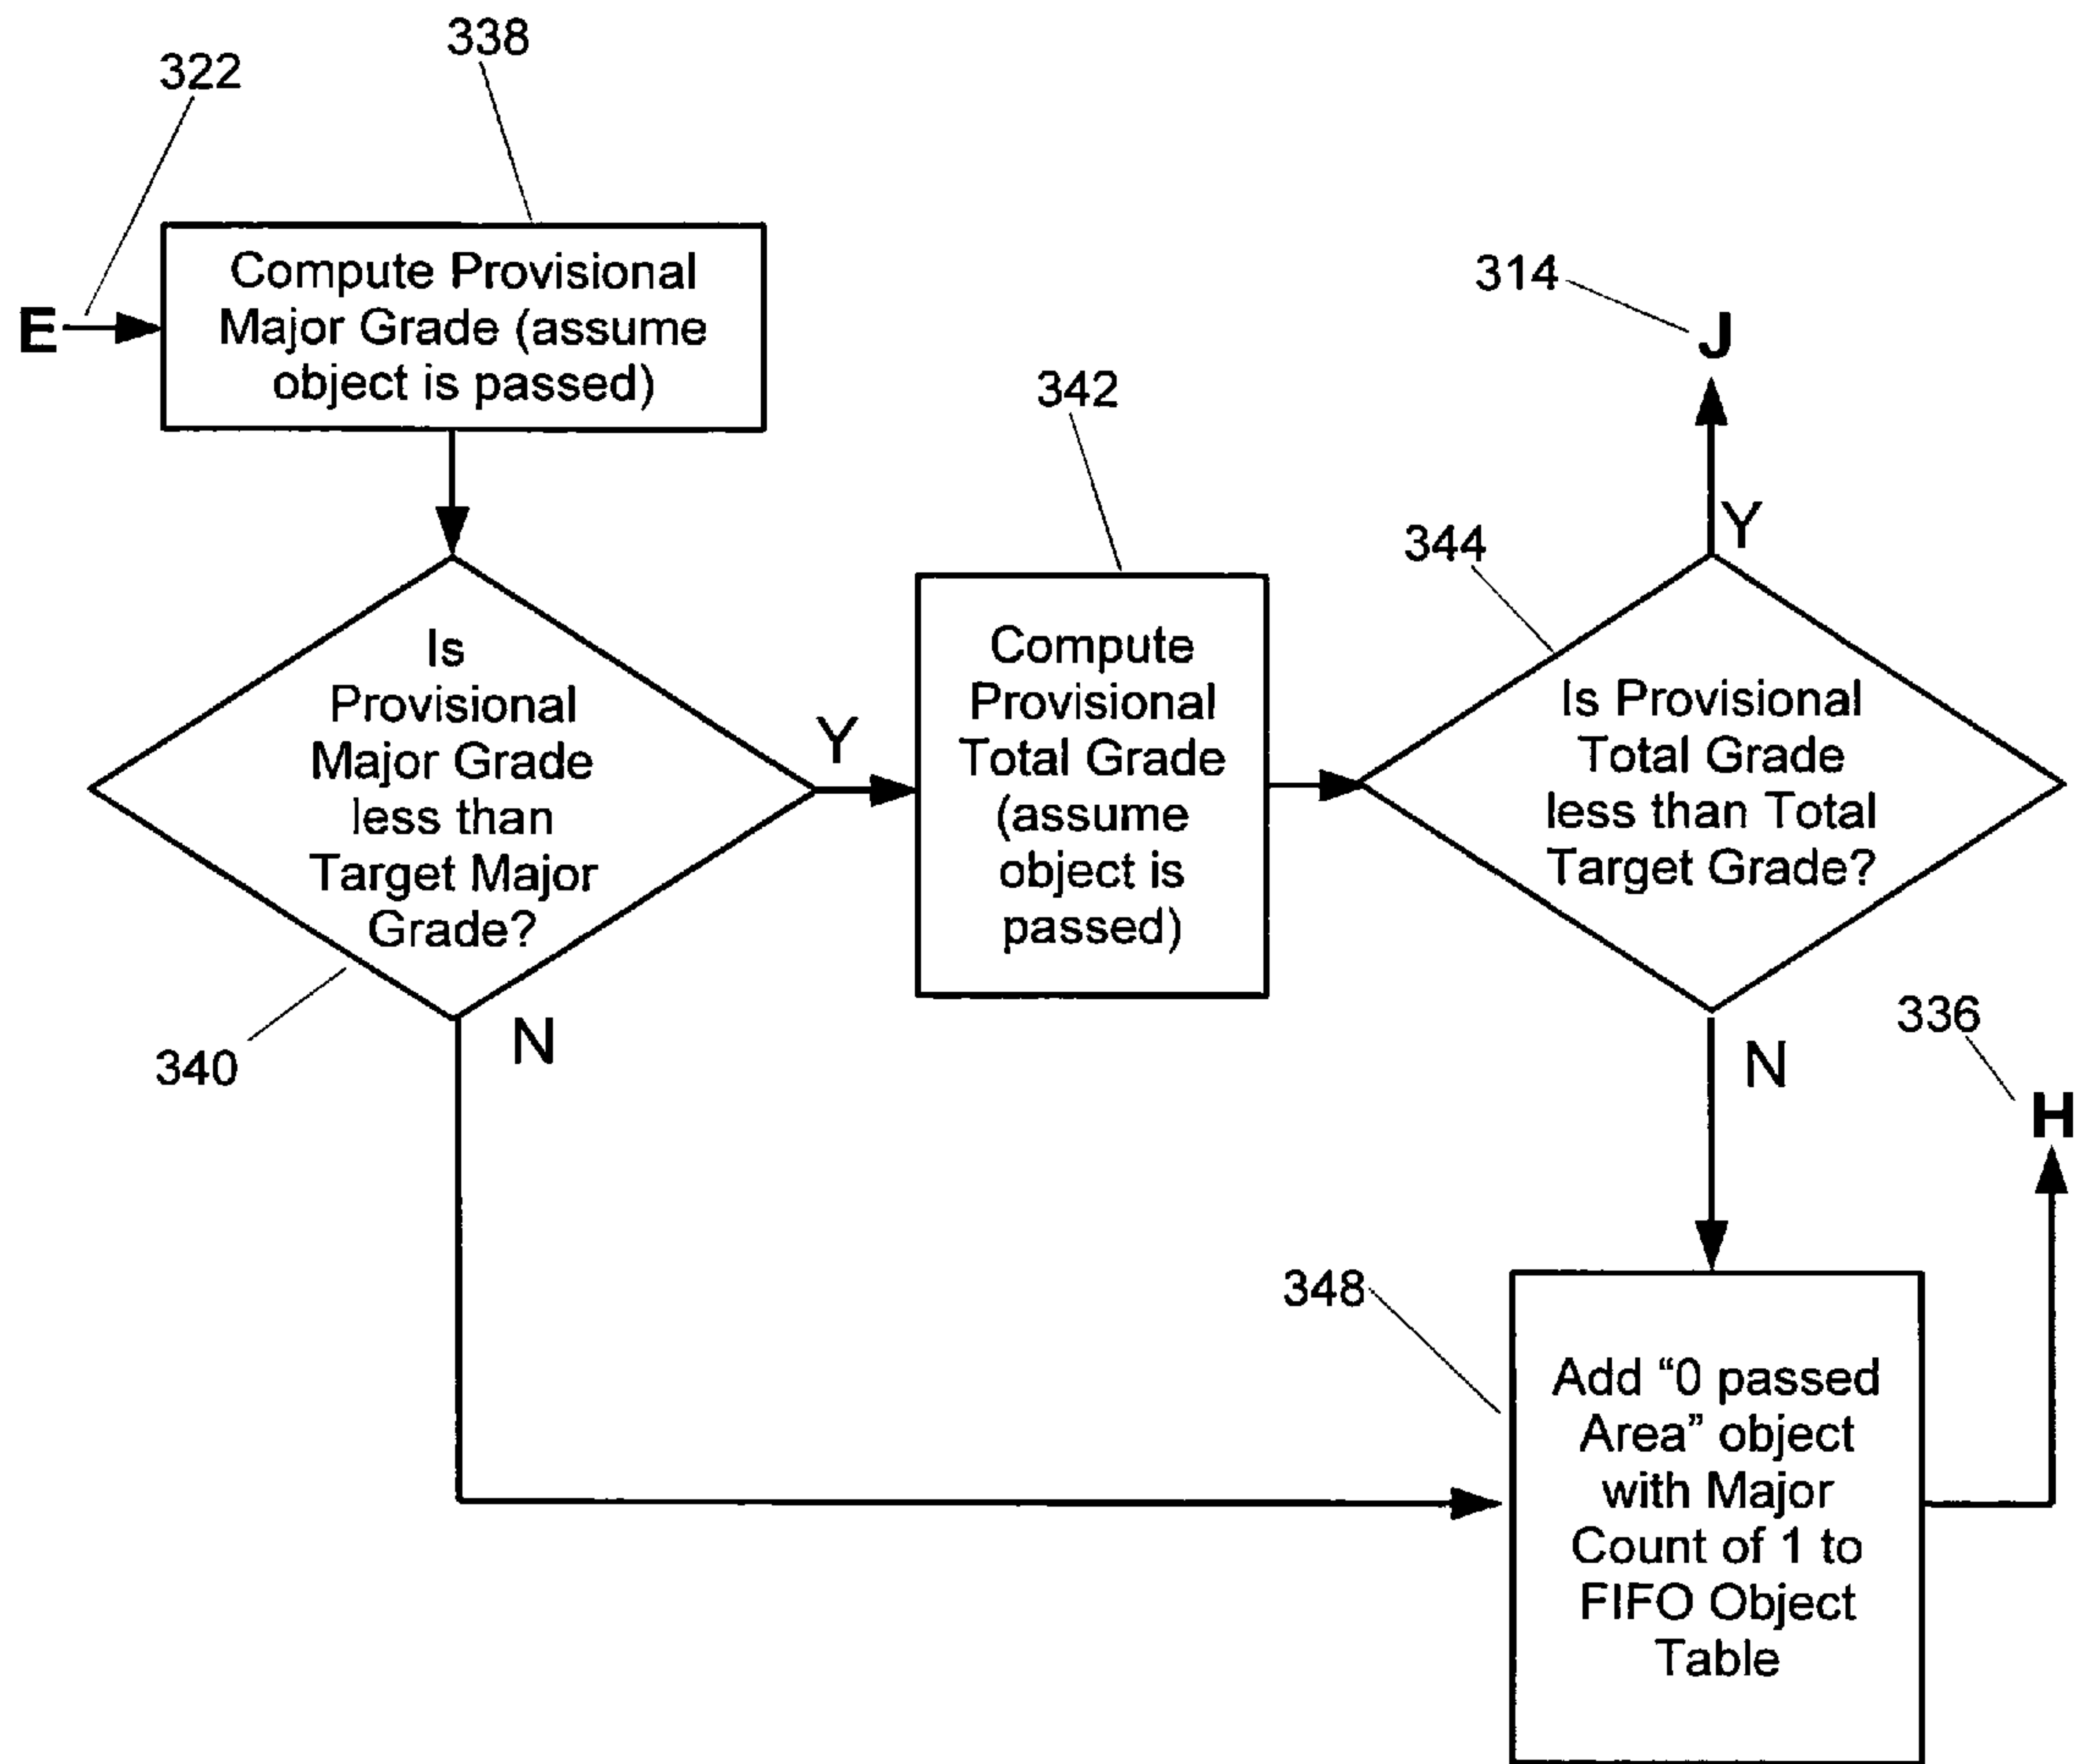 322
338
E
Compute Provisional
Major Grade (assume
object is passed)
314
J
342
344
Y
Is
Provisional
Major Grade
less than
Target Major
Grade?
Y
Compute
Provisional
Total Grade
(assume
object is
passed)
Is Provisional
Total Grade
less than Total
Target Grade?
340
N
N
336
H
348
Add “0 passed
Area” object
with Major
Count of 1 to
FIFO Object
Table